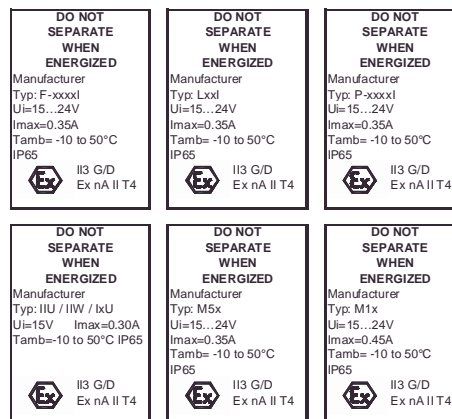 DO NOT
SEPARATE
WHEN
ENERGIZED
Manufacturer
Typ: F-xxxxI
Ui=15...24V
Imax=0.35A
Tamb= -10 to 50°C
IP65
Ex
II3 G/D
Ex nA II T4
DO NOT
SEPARATE
WHEN
ENERGIZED
Manufacturer
Typ: LxxI
Ui=15...24V
Imax=0.35A
Tamb= -10 to 50°C
IP65
Ex
II3 G/D
Ex nA II T4
DO NOT
SEPARATE
WHEN
ENERGIZED
Manufacturer
Typ: P-xxxxI
Ui=15...24V
Imax=0.35A
Tamb= -10 to 50°C
IP65
Ex
II3 G/D
Ex nA II T4
DO NOT
SEPARATE
WHEN
ENERGIZED
Manufacturer
Typ: IIU / IIW / IxU
Ui=15V Imax=0.30A
Tamb=-10 to 50°C IP65
Ex
II3 G/D
Ex nA II T4
DO NOT
SEPARATE
WHEN
ENERGIZED
Manufacturer
Typ: M5x
Ui=15...24V
Imax=0.35A
Tamb= -10 to 50°C
IP65
Ex
II3 G/D
Ex nA II T4
DO NOT
SEPARATE
WHEN
ENERGIZED
Manufacturer
Typ: M1x
Ui=15...24V
Imax=0.45A
Tamb= -10 to 50°C
IP65
Ex
II3 G/D
Ex nA II T4